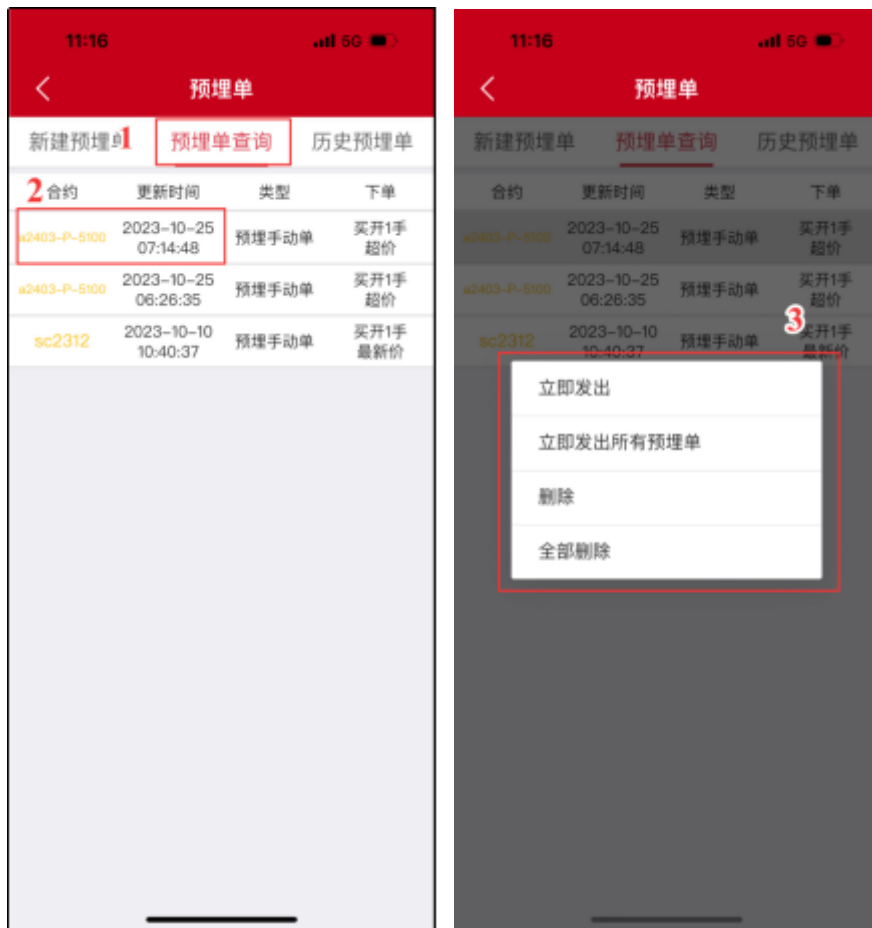 11:16 5G
预埋单
新建预埋单 1 预埋单查询 历史预埋单
2 合约 更新时间 类型 下单
a2403-P-5100 2023-10-25 07:14:48 预埋手动单 买开1手 超价
a2403-P-5100 2023-10-25 06:26:35 预埋手动单 买开1手 超价
sc2312 2023-10-10 10:40:37 预埋手动单 买开1手 最新价
11:16 5G
预埋单
新建预埋单 预埋单查询 历史预埋单
合约 更新时间 类型 下单
a2403-P-5100 2023-10-25 07:14:48 预埋手动单 买开1手 超价
a2403-P-5100 2023-10-25 06:26:35 预埋手动单 买开1手 超价
3
sc2312 2023-10-10 10:40:37 预埋手动单 买开1手 最新价
立即发出
立即发出所有预埋单
删除
全部删除